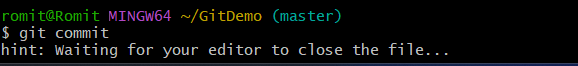 romit@Romit MINGW64 ~/GitDemo (master)
$ git commit
hint: Waiting for your editor to close the file...